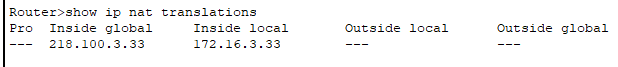 Router>show ip nat translations
Pro  Inside global      Inside local       Outside local      Outside global
---  218.100.3.33       172.16.3.33        ---                ---